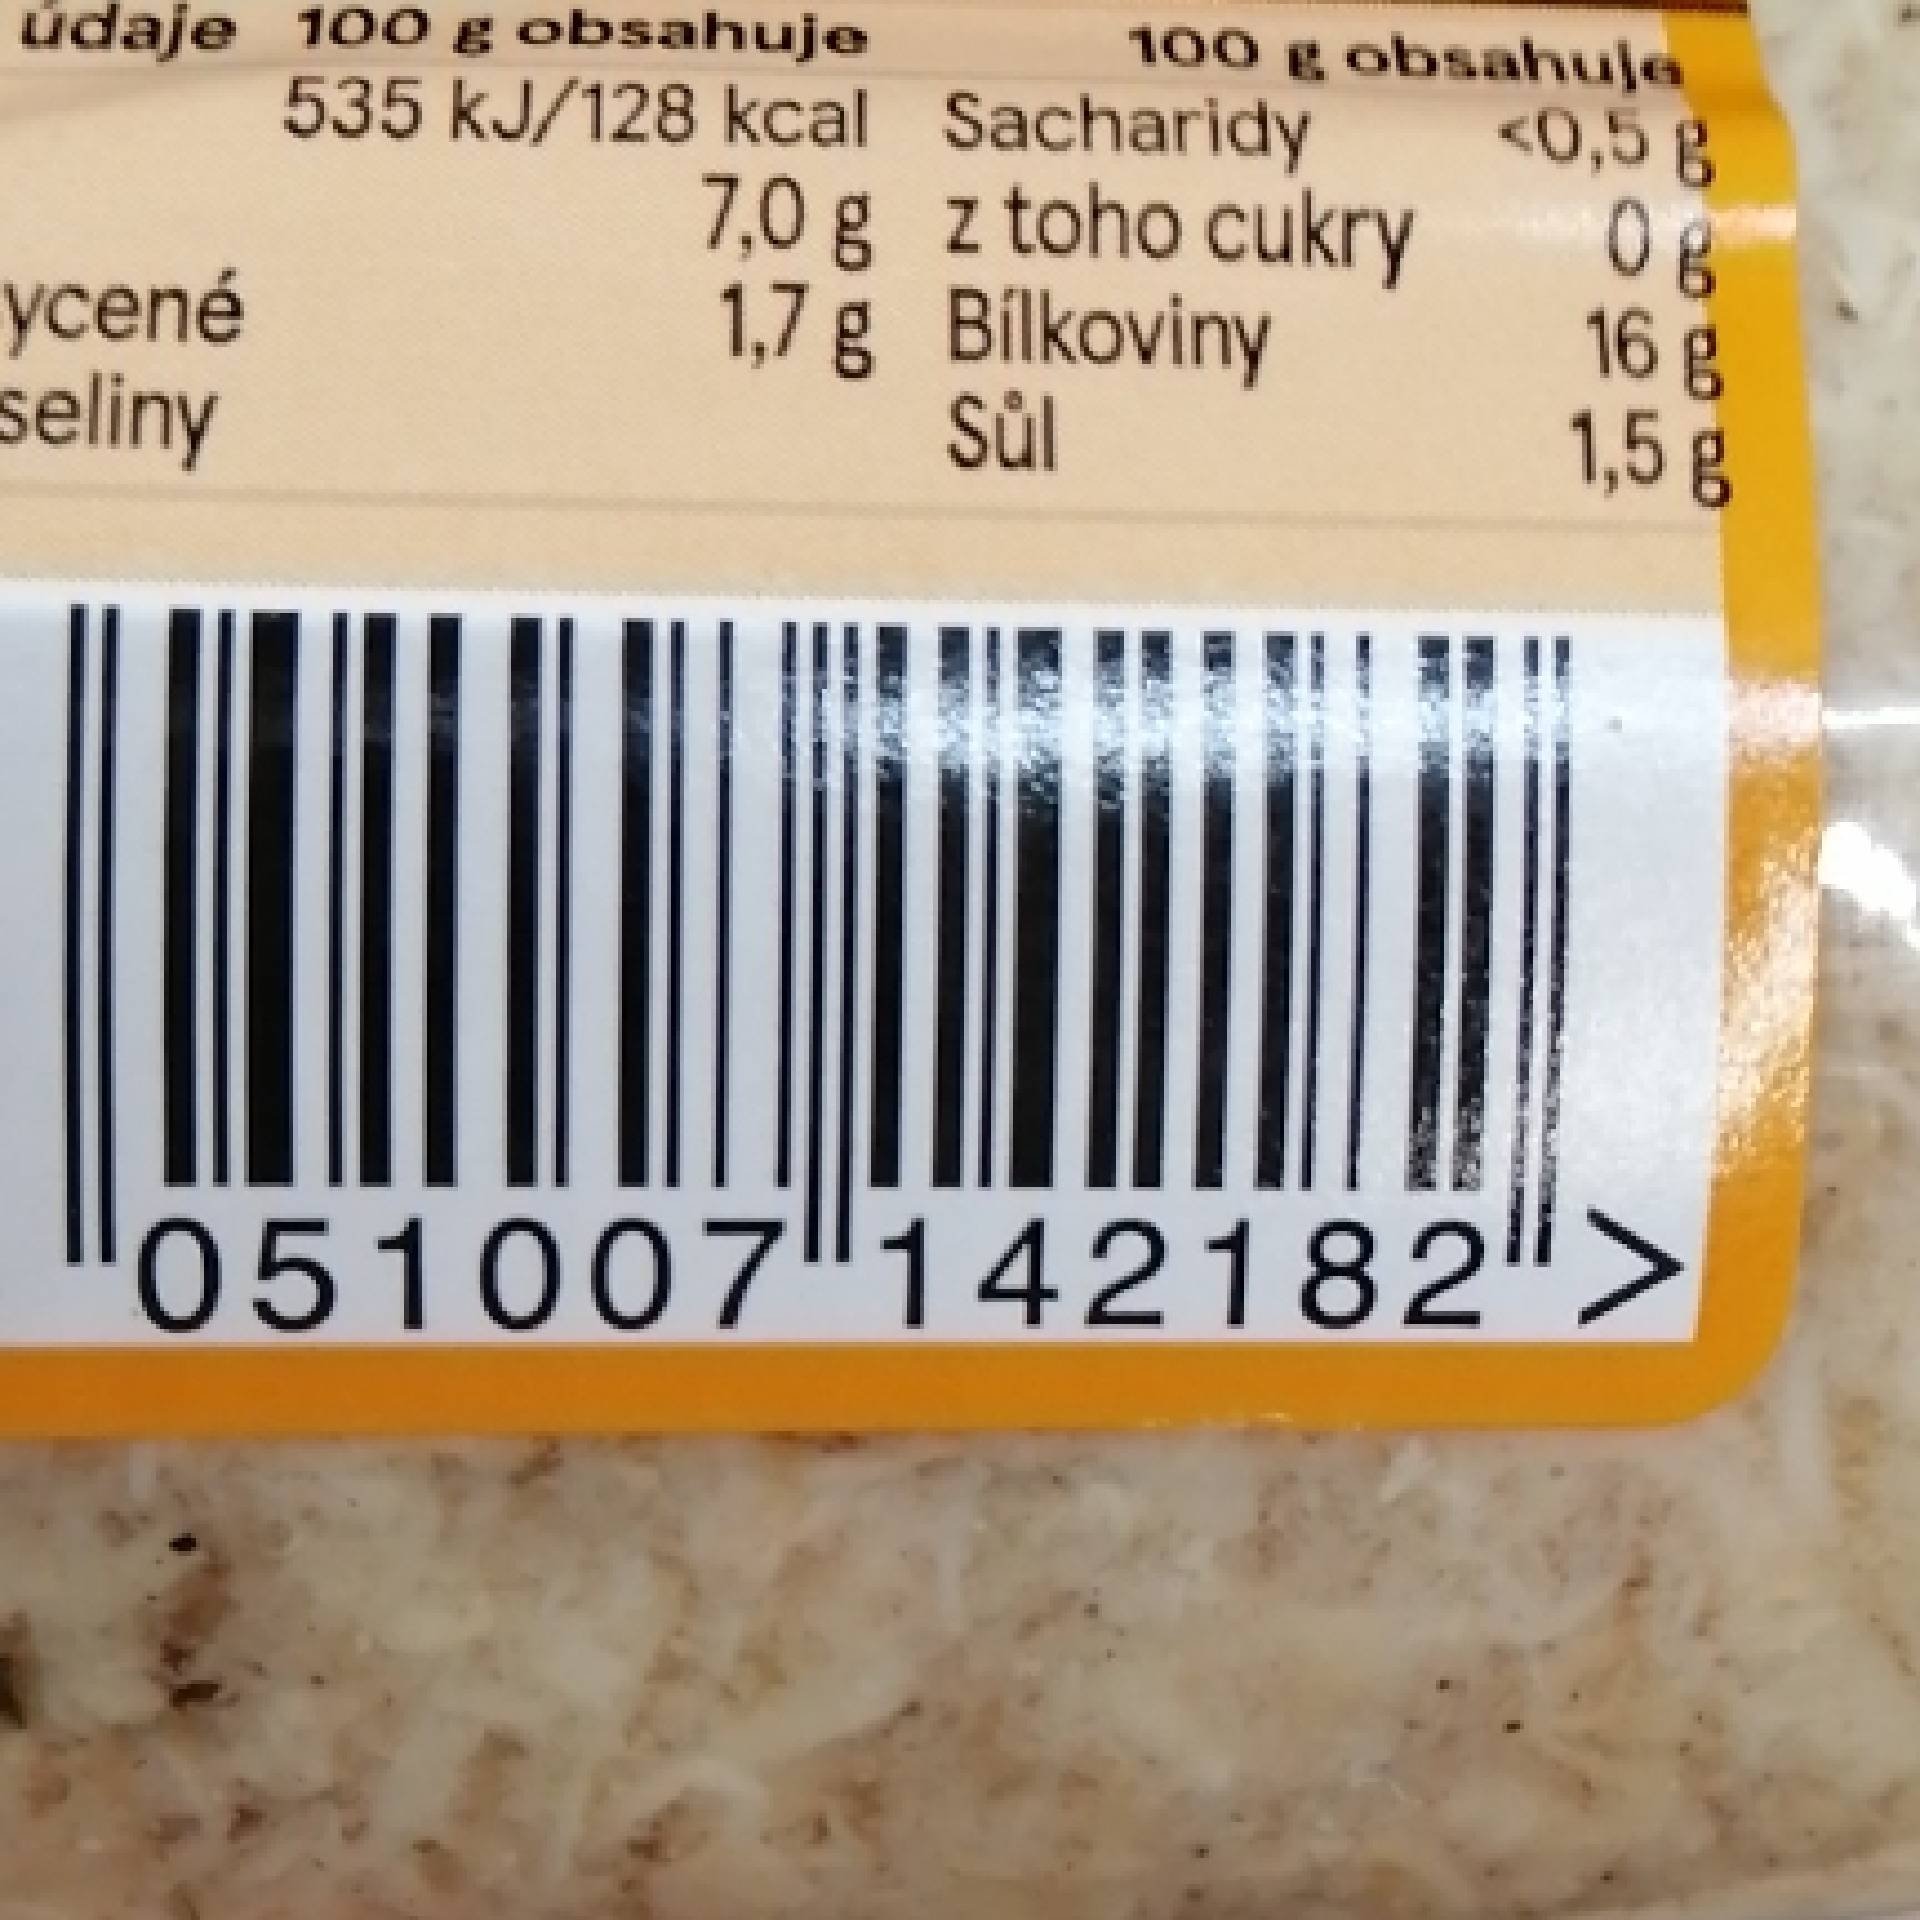 údaje 100 g obsahuje 100 g obsahuje
535 kJ/128 kcal Sacharidy <0,5 g
7,0 g z toho cukry 0 g
ycené 1,7 g Bílkoviny 16 g
seliny Sůl 1,5 g
051007 142182 >